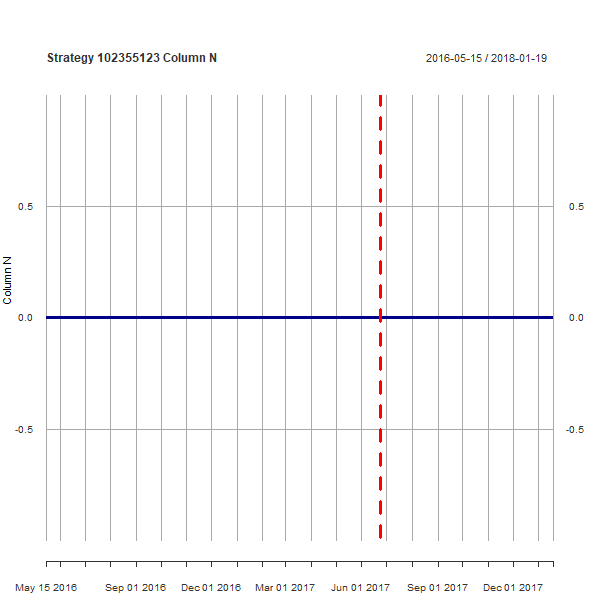 Strategy 102355123 Column N
2016-05-15 / 2018-01-19
0.5
0.5
Column N
0.0
0.0
-0.5
-0.5
May 15 2016
Sep 01 2016
Dec 01 2016
Mar 01 2017
Jun 01 2017
Sep 01 2017
Dec 01 2017